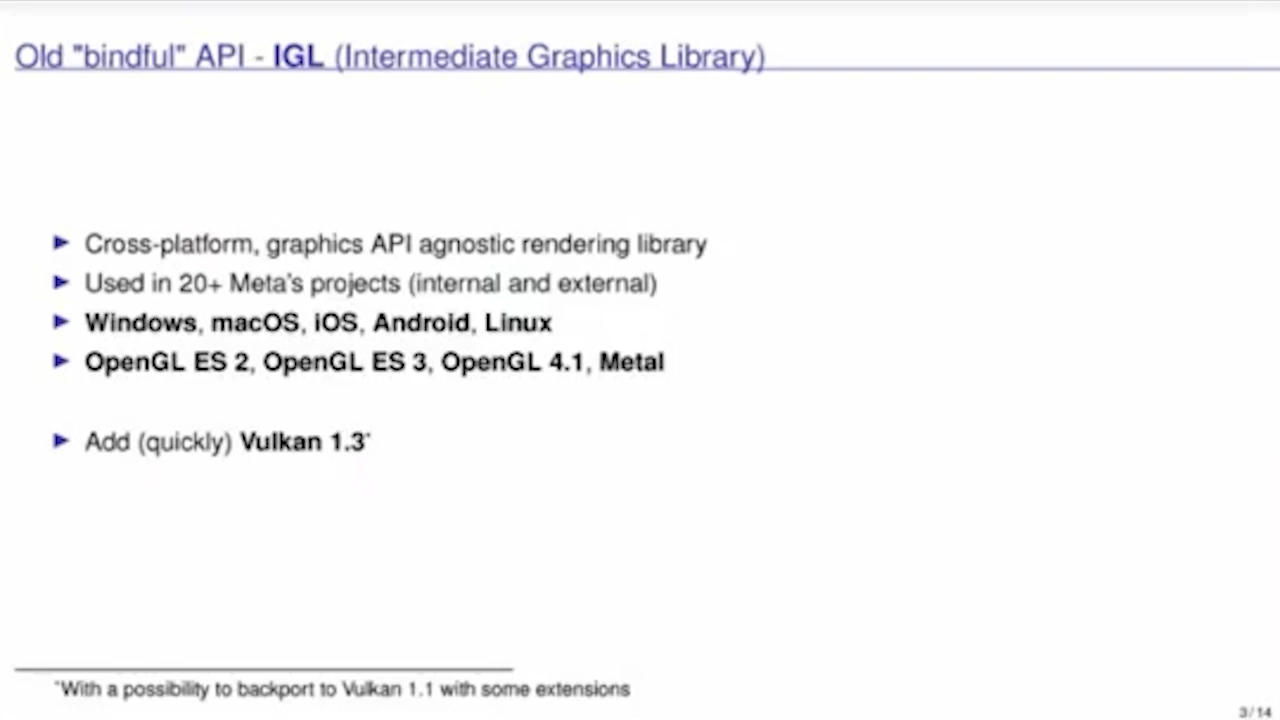 Old "bindful" API - IGL (Intermediate Graphics Library)
► Cross-platform, graphics API agnostic rendering library
► Used in 20+ Meta's projects (internal and external)
► Windows, macOS, iOS, Android, Linux
► OpenGL ES 2, OpenGL ES 3, OpenGL 4.1, Metal
► Add (quickly) Vulkan 1.3*
*With a possibility to backport to Vulkan 1.1 with some extensions
3 / 14